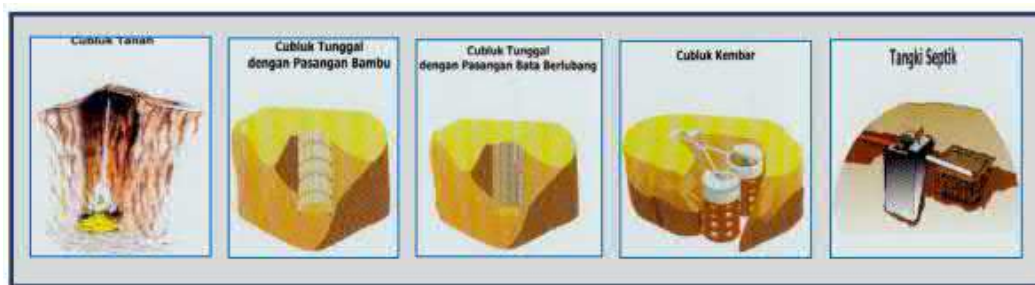 Cubluk Tanah
Cubluk Tunggal
dengan Pasangan Bambu
Cubluk Tunggal
dengan Pasangan Bata Berlubang
Cubluk Kembar
Tangki Septik